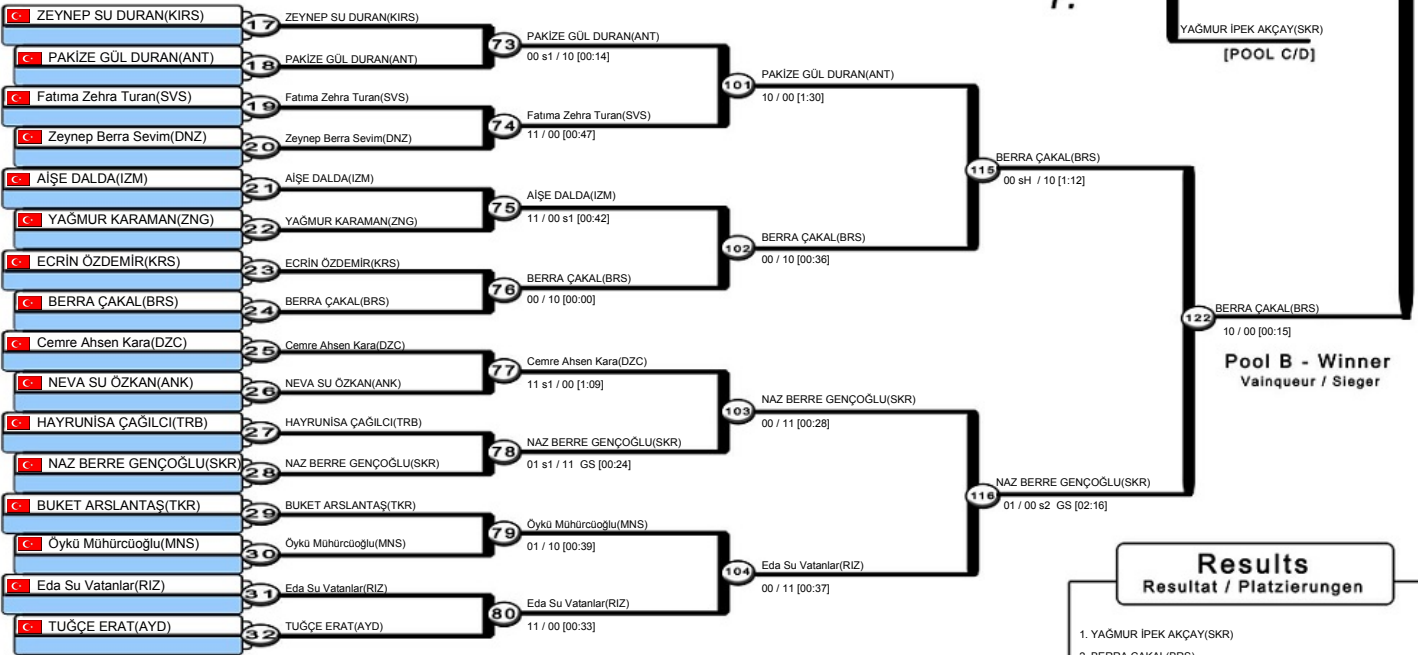 ZEYNEP SU DURAN(KIRS)
PAKİZE GÜL DURAN(ANT)
Fatıma Zehra Turan(SVS)
Zeynep Berra Sevim(DNZ)
AİŞE DALDA(IZM)
YAĞMUR KARAMAN(ZNG)
ECRİN ÖZDEMİR(KRS)
BERRA ÇAKAL(BRS)
Cemre Ahsen Kara(DZC)
NEVA SU ÖZKAN(ANK)
HAYRUNİSA ÇAĞILCI(TRB)
NAZ BERRE GENÇOĞLU(SKR)
BUKET ARSLANTAŞ(TKR)
Öykü Mühürcüoğlu(MNS)
Eda Su Vatanlar(RIZ)
TUĞÇE ERAT(AYD)
17 ZEYNEP SU DURAN(KIRS)
18 PAKİZE GÜL DURAN(ANT)
19 Fatıma Zehra Turan(SVS)
20 Zeynep Berra Sevim(DNZ)
21 AİŞE DALDA(IZM)
22 YAĞMUR KARAMAN(ZNG)
23 ECRİN ÖZDEMİR(KRS)
24 BERRA ÇAKAL(BRS)
25 Cemre Ahsen Kara(DZC)
26 NEVA SU ÖZKAN(ANK)
27 HAYRUNİSA ÇAĞILCI(TRB)
28 NAZ BERRE GENÇOĞLU(SKR)
29 BUKET ARSLANTAŞ(TKR)
30 Öykü Mühürcüoğlu(MNS)
31 Eda Su Vatanlar(RIZ)
32 TUĞÇE ERAT(AYD)
73 PAKİZE GÜL DURAN(ANT)
00 s1 / 10 [00:14]
74 Fatıma Zehra Turan(SVS)
11 / 00 [00:47]
75 AİŞE DALDA(IZM)
11 / 00 s1 [00:42]
76 BERRA ÇAKAL(BRS)
00 / 10 [00:00]
77 Cemre Ahsen Kara(DZC)
11 s1 / 00 [1:09]
78 NAZ BERRE GENÇOĞLU(SKR)
01 s1 / 11 GS [00:24]
79 Öykü Mühürcüoğlu(MNS)
01 / 10 [00:39]
80 Eda Su Vatanlar(RIZ)
11 / 00 [00:33]
101 PAKİZE GÜL DURAN(ANT)
10 / 00 [1:30]
102 BERRA ÇAKAL(BRS)
00 / 10 [00:36]
103 NAZ BERRE GENÇOĞLU(SKR)
00 / 11 [00:28]
104 Eda Su Vatanlar(RIZ)
00 / 11 [00:37]
115 BERRA ÇAKAL(BRS)
00 sH / 10 [1:12]
116 NAZ BERRE GENÇOĞLU(SKR)
01 / 00 s2 GS [02:16]
122 BERRA ÇAKAL(BRS)
10 / 00 [00:15]
Pool B - Winner
Vainqueur / Sieger
YAĞMUR İPEK AKÇAY(SKR)
[POOL C/D]
Results
Resultat / Platzierungen
1. YAĞMUR İPEK AKÇAY(SKR)